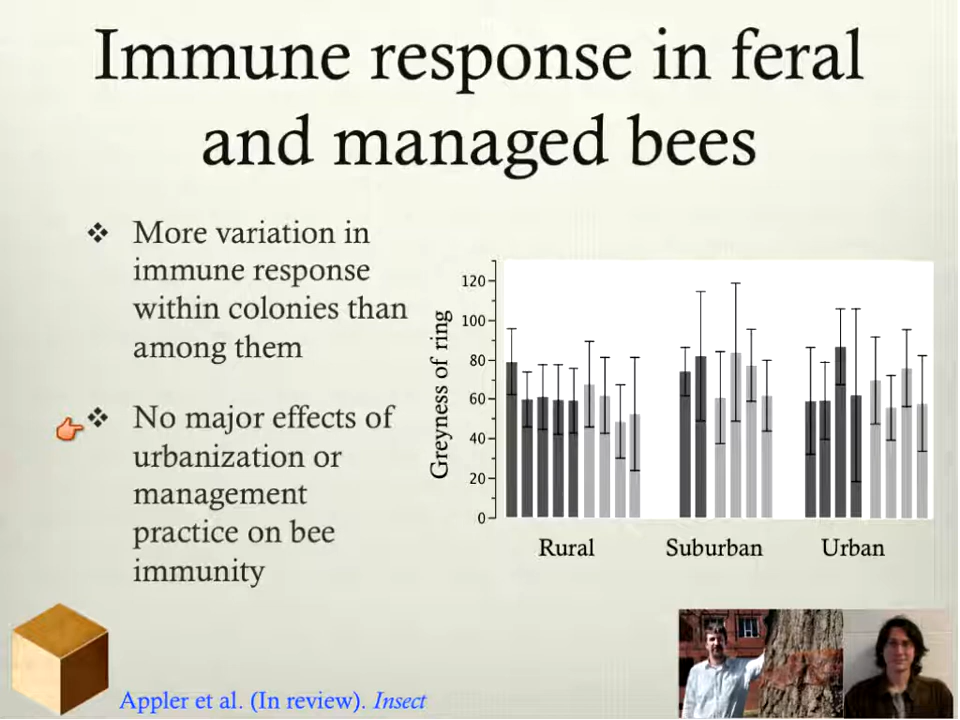 Immune response in feral
and managed bees
❖ More variation in
immune response
within colonies than
among them
❖ No major effects of
urbanization or
management
practice on bee
immunity
Greyness of ring
120
100
80
60
40
20
0
Rural Suburban Urban
Appler et al. (In review). Insect